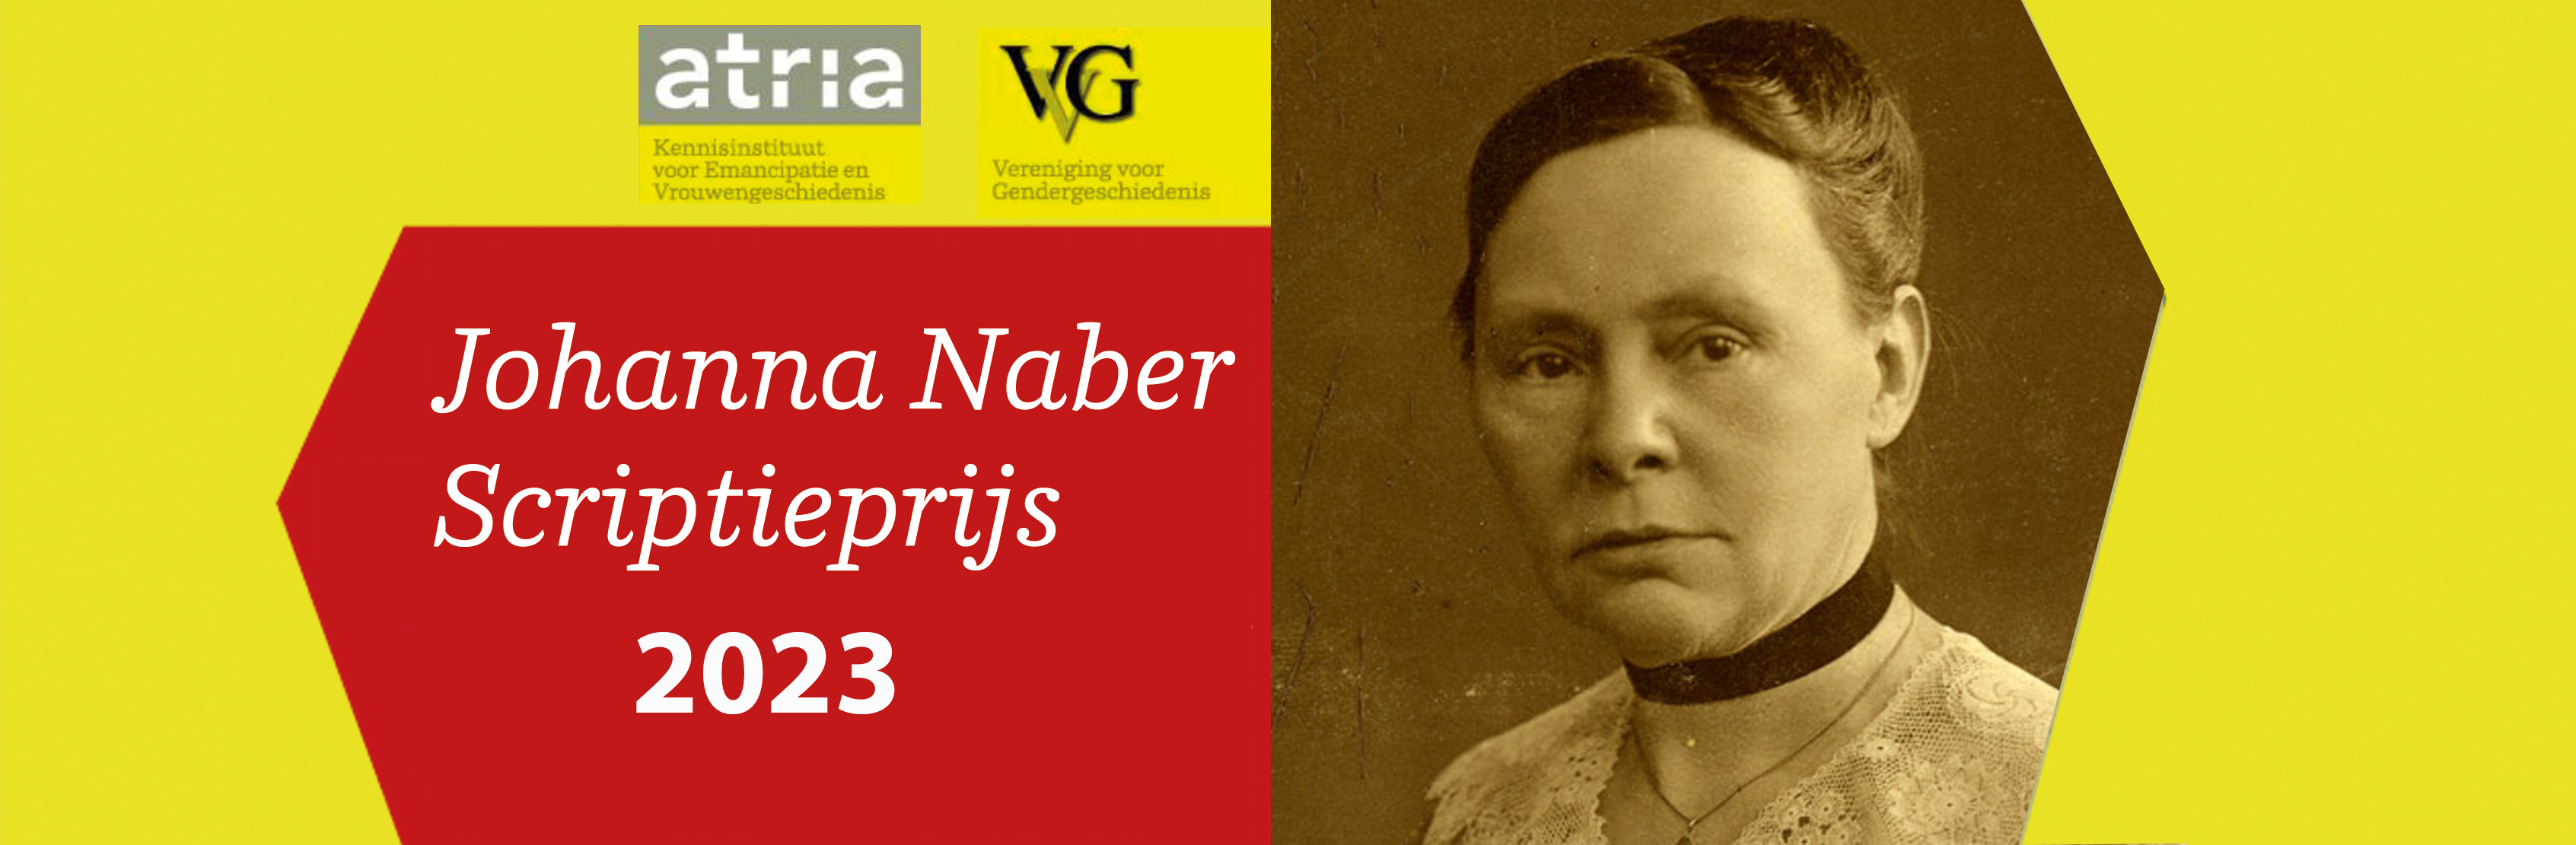 atria
Kennisinstituut
voor Emancipatie en
Vrouwengeschiedenis
VVG
Vereniging voor
Gendergeschiedenis
Johanna Naber
Scriptieprijs
2023